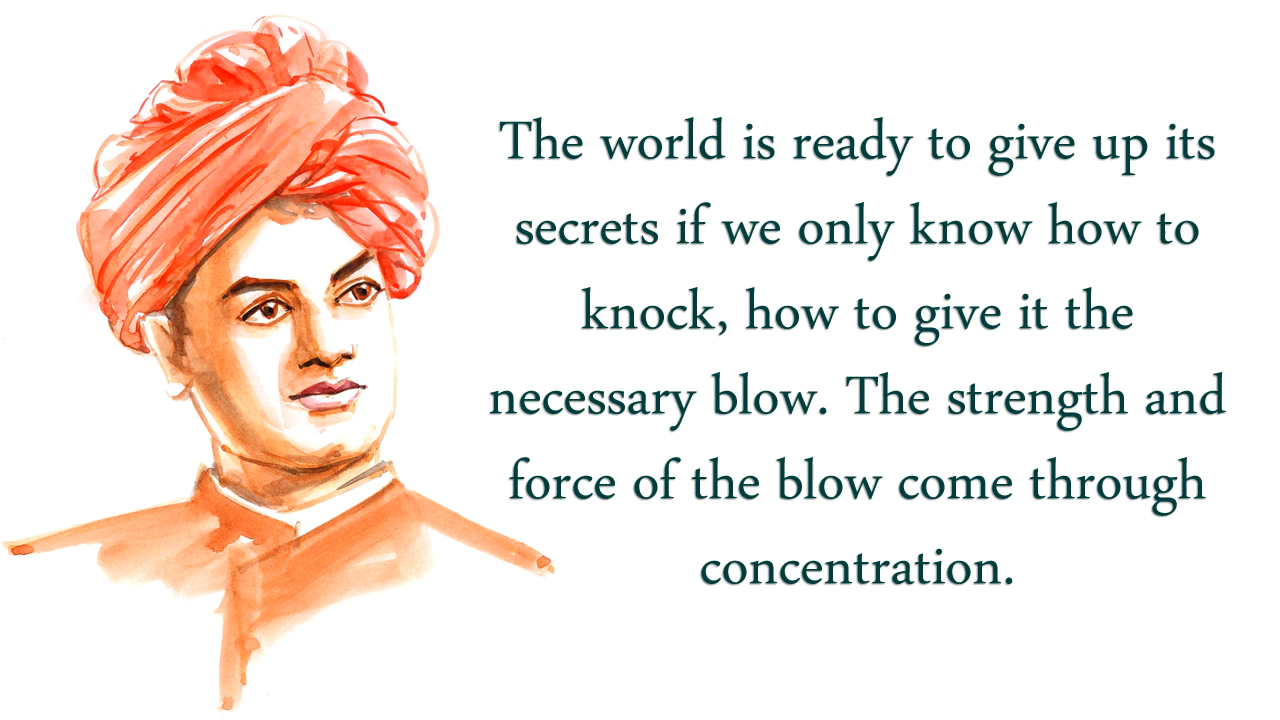 The world is ready to give up its
secrets if we only know how to
knock, how to give it the
necessary blow. The strength and
force of the blow come through
concentration.